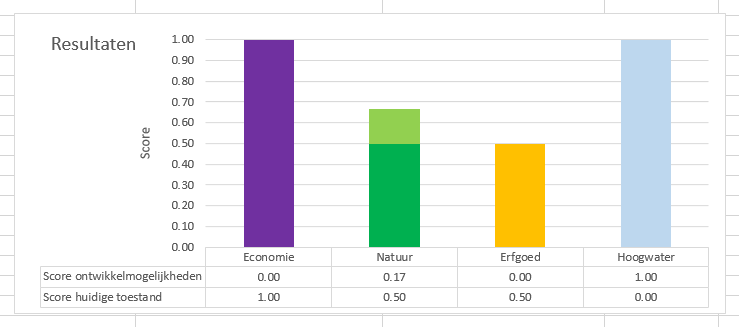 Resultaten
Score
1.00
0.90
0.80
0.70
0.60
0.50
0.40
0.30
0.20
0.10
0.00
Economie Natuur Erfgoed Hoogwater
Score ontwikkelmogelijkheden 0.00 0.17 0.00 1.00
Score huidige toestand 1.00 0.50 0.50 0.00